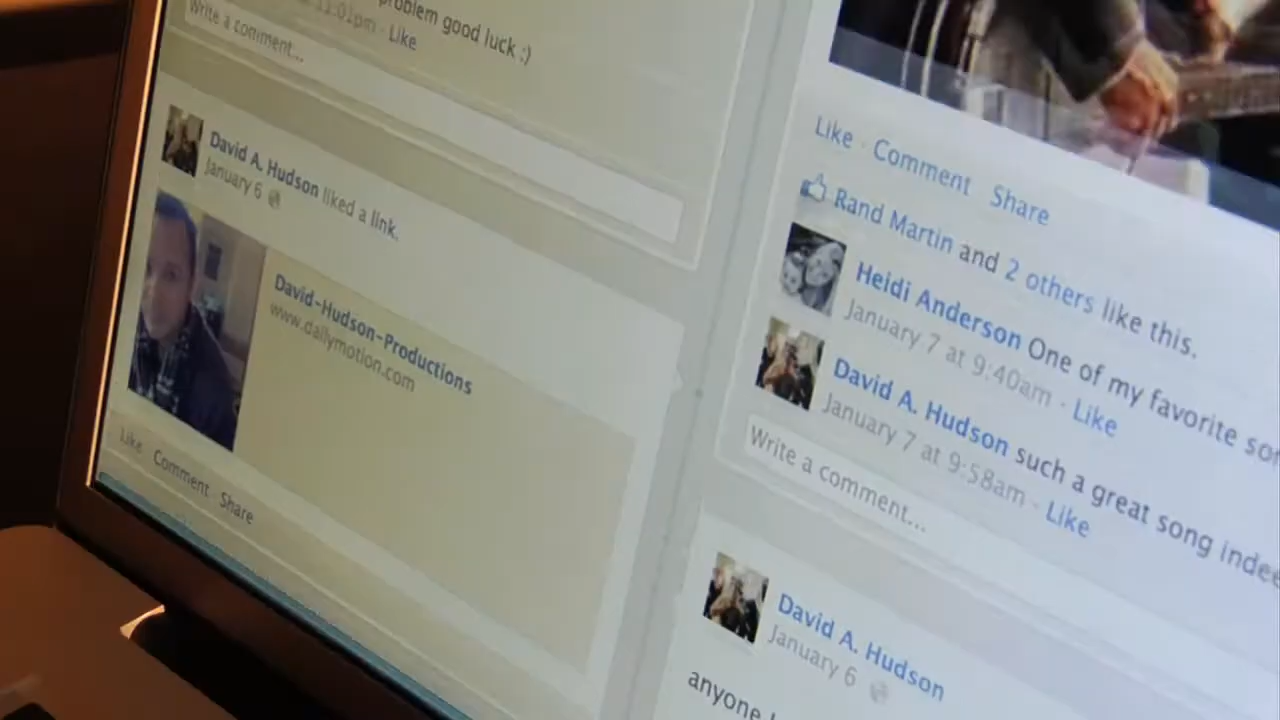 problem good luck :)
11:01pm · Like
Write a comment...
David A. Hudson liked a link.
January 6
David-Hudson-Productions
www.dailymotion.com
Like · Comment · Share
Like · Comment · Share
Rand Martin and 2 others like this.
Heidi Anderson One of my favorite
January 7 at 9:40am · Like
David A. Hudson such a great song
January 7 at 9:58am · Like
Write a comment...
David A. Hudson
January 6
anyone